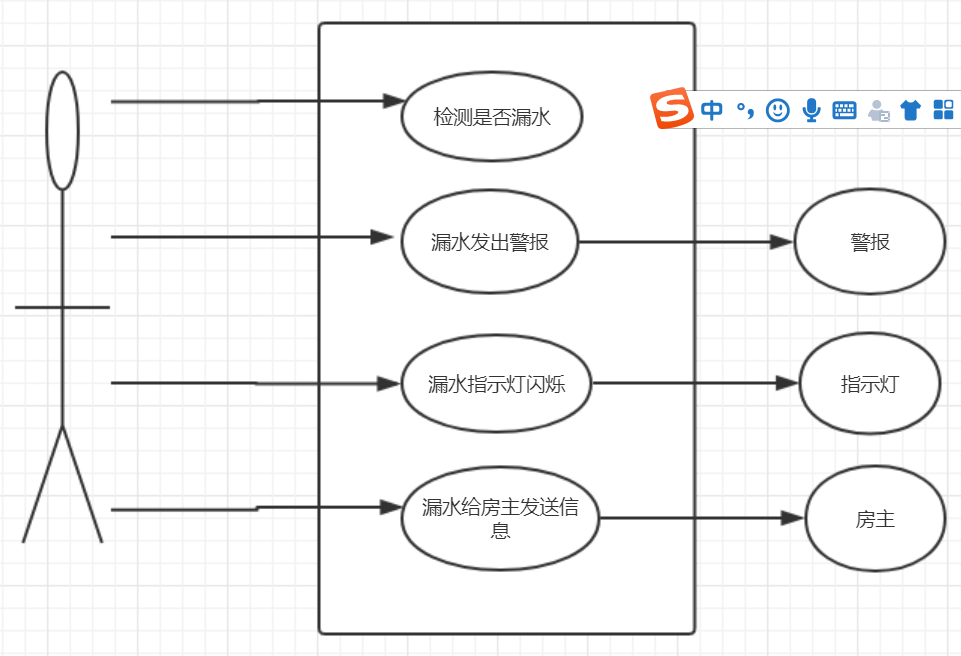 检测是否漏水
中
漏水发出警报
警报
漏水指示灯闪烁
指示灯
漏水给房主发送信
息
房主